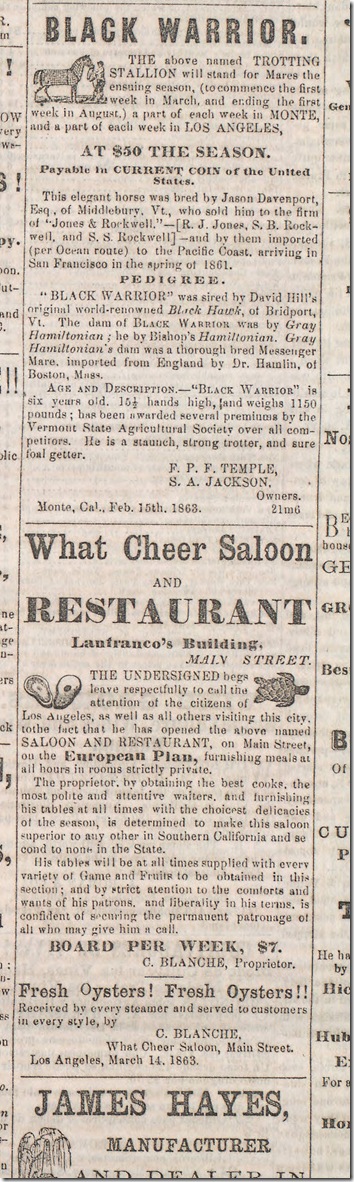 BLACK WARRIOR.
THE above named TROTTING
STALLION will stand for Mares the
ensuing season, (to commence the first
week in March, and ending the first
week in August,) a part of each week in MONTE,
and a part of each week in LOS ANGELES,
AT $50 THE SEASON.
Payable in CURRENT COIN of the United
States.
This elegant horse was bred by Jason Davenport,
Esq., of Middlebury, Vt., who sold him to the firm
of "Jones & Rockwell."—[R. J. Jones, S. B. Rock-
well, and S. S. Rockwell]—and by them imported
(per Ocean route) to the Pacific Coast, arriving in
San Francisco in the spring of 1861.
PEDIGREE.
"BLACK WARRIOR" was sired by David Hill's
original world-renowned Black Hawk, of Bridport,
Vt. The dam of BLACK WARRIOR was by Gray
Hamiltonian; he by Bishop's Hamiltonian. Gray
Hamiltonian's dam was a thorough bred Messenger
Mare, imported from England by Dr. Hamlin, of
Boston, Mass.
AGE AND DESCRIPTION.—"BLACK WARRIOR" is
six years old, 15½ hands high, and weighs 1150
pounds; has been awarded several premiums by the
Vermont State Agricultural Society over all com-
petitors. He is a staunch, strong trotter, and sure
foal getter.
F. P. F. TEMPLE,
S. A. JACKSON,
Owners.
Monte, Cal., Feb. 15th, 1863. 21m6
What Cheer Saloon
AND
RESTAURANT
Lanfranco's Building,
MAIN STREET.
THE UNDERSIGNED begs
leave respectfully to call the
attention of the citizens of
Los Angeles, as well as all others visiting this city,
to the fact that he has opened the above named
SALOON AND RESTAURANT, on Main Street,
on the European Plan, furnishing meals at
all hours in rooms strictly private.
The proprietor, by obtaining the best cooks, the
most polite and attentive waiters, and furnishing
his tables at all times with the choicest delicacies
of the season, is determined to make this saloon
superior to any other in Southern California and se
cond to none in the State.
His tables will be at all times supplied with every
variety of Game and Fruits to be obtained in this
section; and by strict atention to the comforts and
wants of his patrons, and liberality in his terms, is
confident of securing the permanent patronage of
all who may give him a call.
BOARD PER WEEK, $7.
C. BLANCHE, Proprietor.
Fresh Oysters! Fresh Oysters!!
Received by every steamer and served to customers
in every style, by
C. BLANCHE,
What Cheer Saloon, Main Street.
Los Angeles, March 14, 1863.
JAMES HAYES,
MANUFACTURER
AND DEALER IN